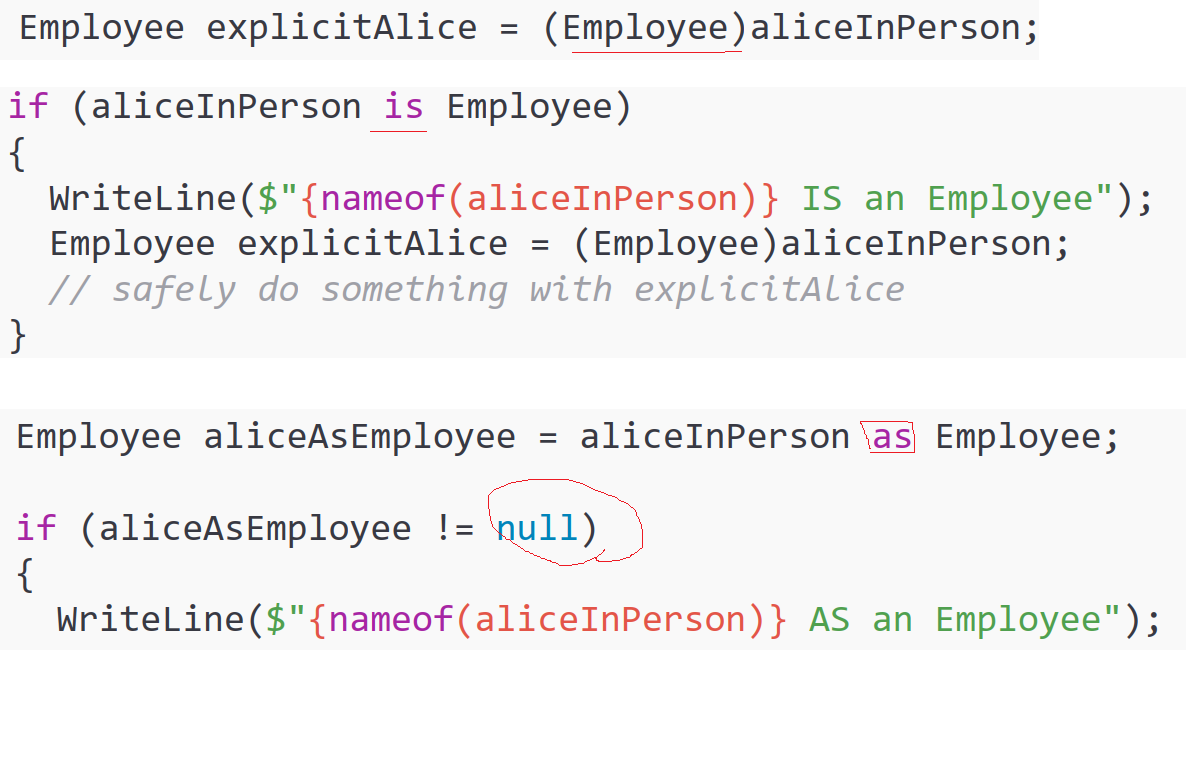 Employee explicitAlice = (Employee)aliceInPerson;
if (aliceInPerson is Employee)
{
WriteLine($"{nameof(aliceInPerson)} IS an Employee");
Employee explicitAlice = (Employee)aliceInPerson;
// safely do something with explicitAlice
}
Employee aliceAsEmployee = aliceInPerson as Employee;
if (aliceAsEmployee != null)
{
WriteLine($"{nameof(aliceInPerson)} AS an Employee");